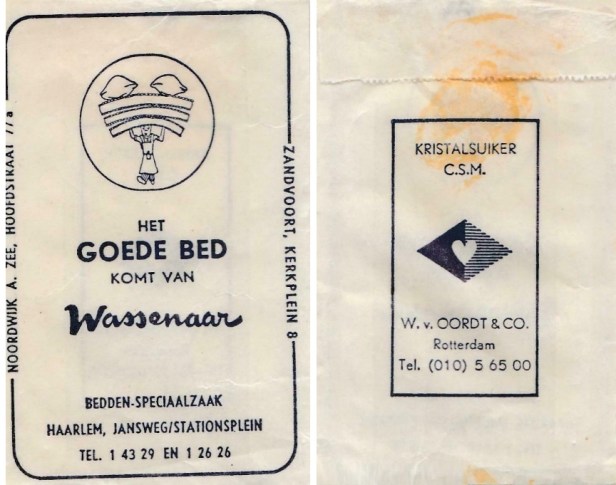 HET
GOEDE BED
KOMT VAN
Wassenaar
BEDDEN-SPECIAALZAAK
HAARLEM, JANSWEG/STATIONSPLEIN
TEL. 1 43 29 EN 1 26 26
NOORDWIJK A. ZEE, HOOFDSTRAAT 77a
ZANDVOORT, KERKPLEIN 8
KRISTALSUIKER
C.S.M.
W. v. OORDT & CO.
Rotterdam
Tel. (010) 5 65 00